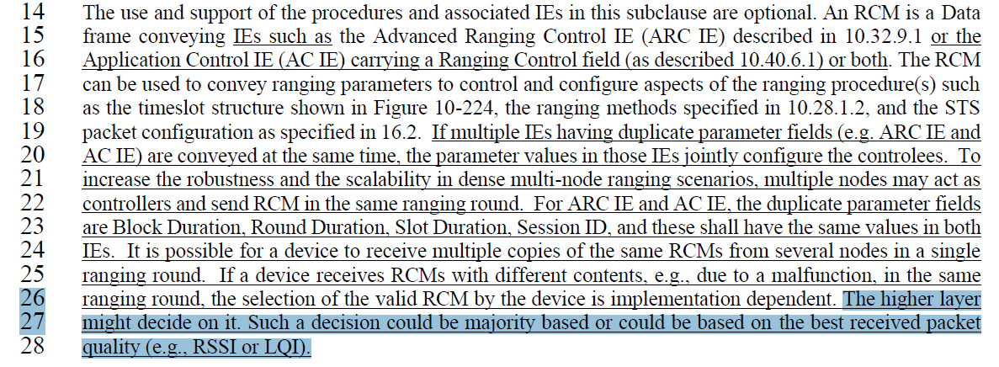 14 The use and support of the procedures and associated IEs in this subclause are optional. An RCM is a Data
15 frame conveying IEs such as the Advanced Ranging Control IE (ARC IE) described in 10.32.9.1 or the
16 Application Control IE (AC IE) carrying a Ranging Control field (as described 10.40.6.1) or both. The RCM
17 can be used to convey ranging parameters to control and configure aspects of the ranging procedure(s) such
18 as the timeslot structure shown in Figure 10-224, the ranging methods specified in 10.28.1.2, and the STS
19 packet configuration as specified in 16.2. If multiple IEs having duplicate parameter fields (e.g. ARC IE and
20 AC IE) are conveyed at the same time, the parameter values in those IEs jointly configure the controlees. To
21 increase the robustness and the scalability in dense multi-node ranging scenarios, multiple nodes may act as
22 controllers and send RCM in the same ranging round. For ARC IE and AC IE, the duplicate parameter fields
23 are Block Duration, Round Duration, Slot Duration, Session ID, and these shall have the same values in both
24 IEs. It is possible for a device to receive multiple copies of the same RCMs from several nodes in a single
25 ranging round. If a device receives RCMs with different contents, e.g., due to a malfunction, in the same
26 ranging round, the selection of the valid RCM by the device is implementation dependent. The higher layer
27 might decide on it. Such a decision could be majority based or could be based on the best received packet
28 quality (e.g., RSSI or LQI).